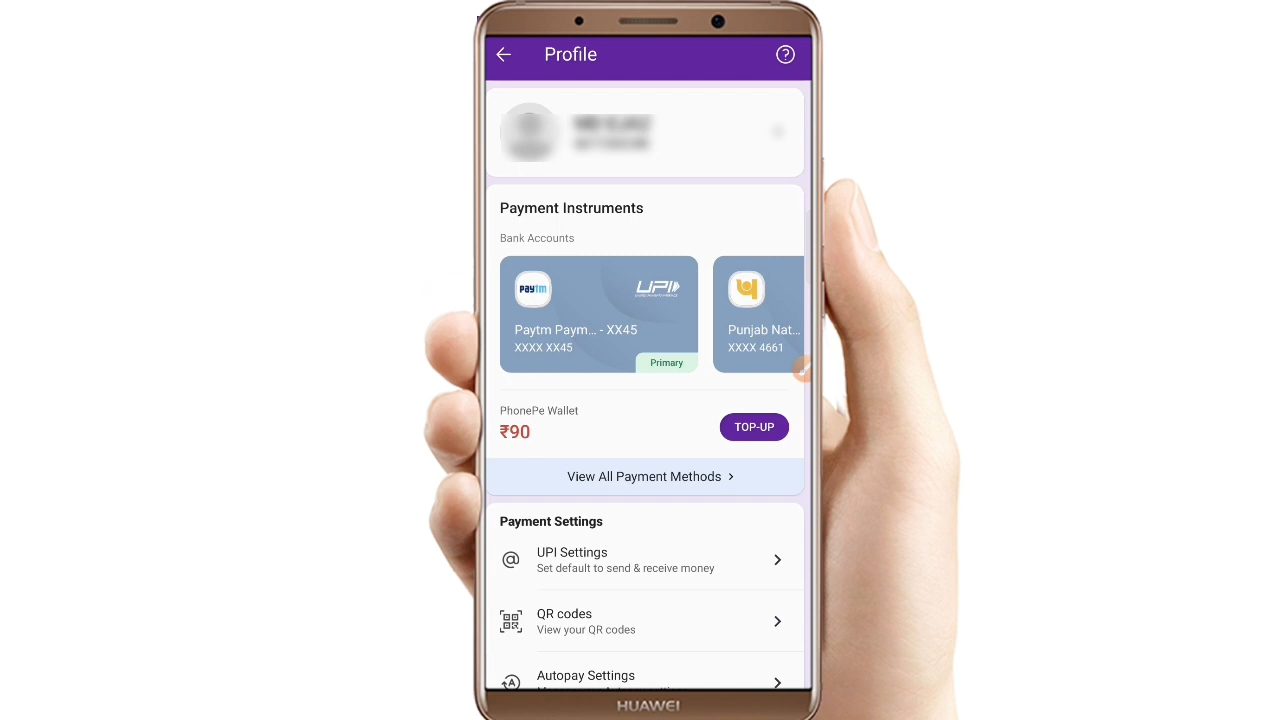 Profile
Payment Instruments
Bank Accounts
Paytm
UPI
Paytm Paym... - XX45
XXXX XX45
Primary
Punjab Nat...
XXXX 4661
PhonePe Wallet
₹90
TOP-UP
View All Payment Methods
Payment Settings
UPI Settings
Set default to send & receive money
QR codes
View your QR codes
Autopay Settings
HUAWEI